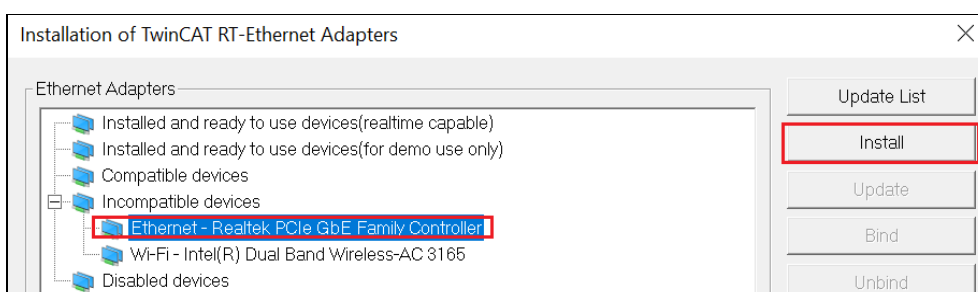 Installation of TwinCAT RT-Ethernet Adapters
Ethernet Adapters
Update List
Installed and ready to use devices(realtime capable)
Install
Installed and ready to use devices(for demo use only)
Compatible devices
Update
Incompatible devices
Ethernet - Realtek PCIe GbE Family Controller
Bind
Wi-Fi - Intel(R) Dual Band Wireless-AC 3165
Disabled devices
Unbind